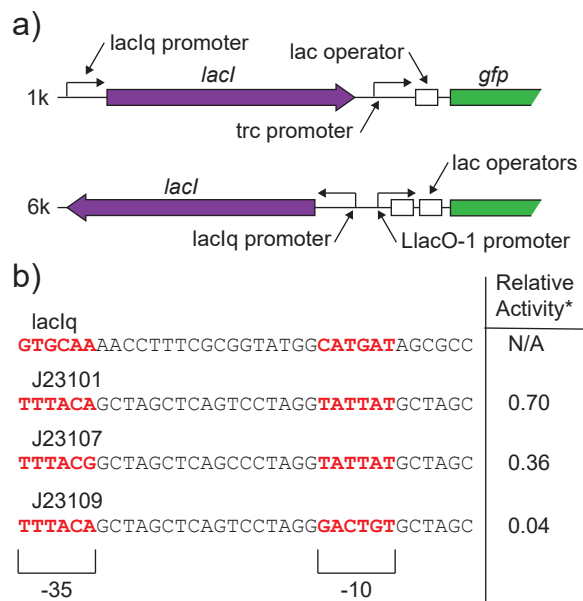 a)
lacIq promoter
lac operator
lacI
gfp
1k
trc promoter
lac operators
lacI
6k
lacIq promoter
LlacO-1 promoter
b)
Relative
Activity*
lacIq
GTGCAAAACCTTTCGCGGTATGGCATGATAGCGCC N/A
J23101
TTTACAGCTAGCTCAGTCCTAGGTATTATGCTAGC 0.70
J23107
TTTACGGCTAGCTCAGCCCTAGGTATTATGCTAGC 0.36
J23109
TTTACAGCTAGCTCAGTCCTAGGGACTGTGCTAGC 0.04
-35 -10